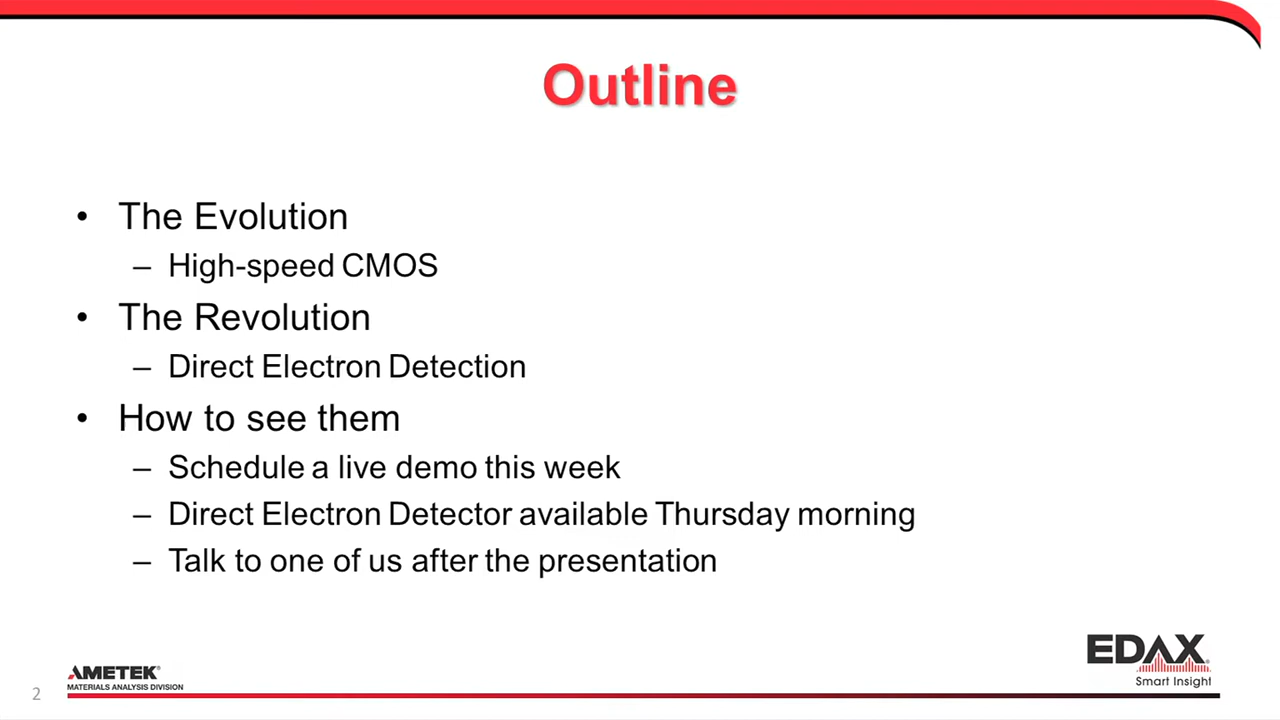 Outline
• The Evolution
– High-speed CMOS
• The Revolution
– Direct Electron Detection
• How to see them
– Schedule a live demo this week
– Direct Electron Detector available Thursday morning
– Talk to one of us after the presentation
EDAX®
Smart Insight
AMETEK®
MATERIALS ANALYSIS DIVISION
2